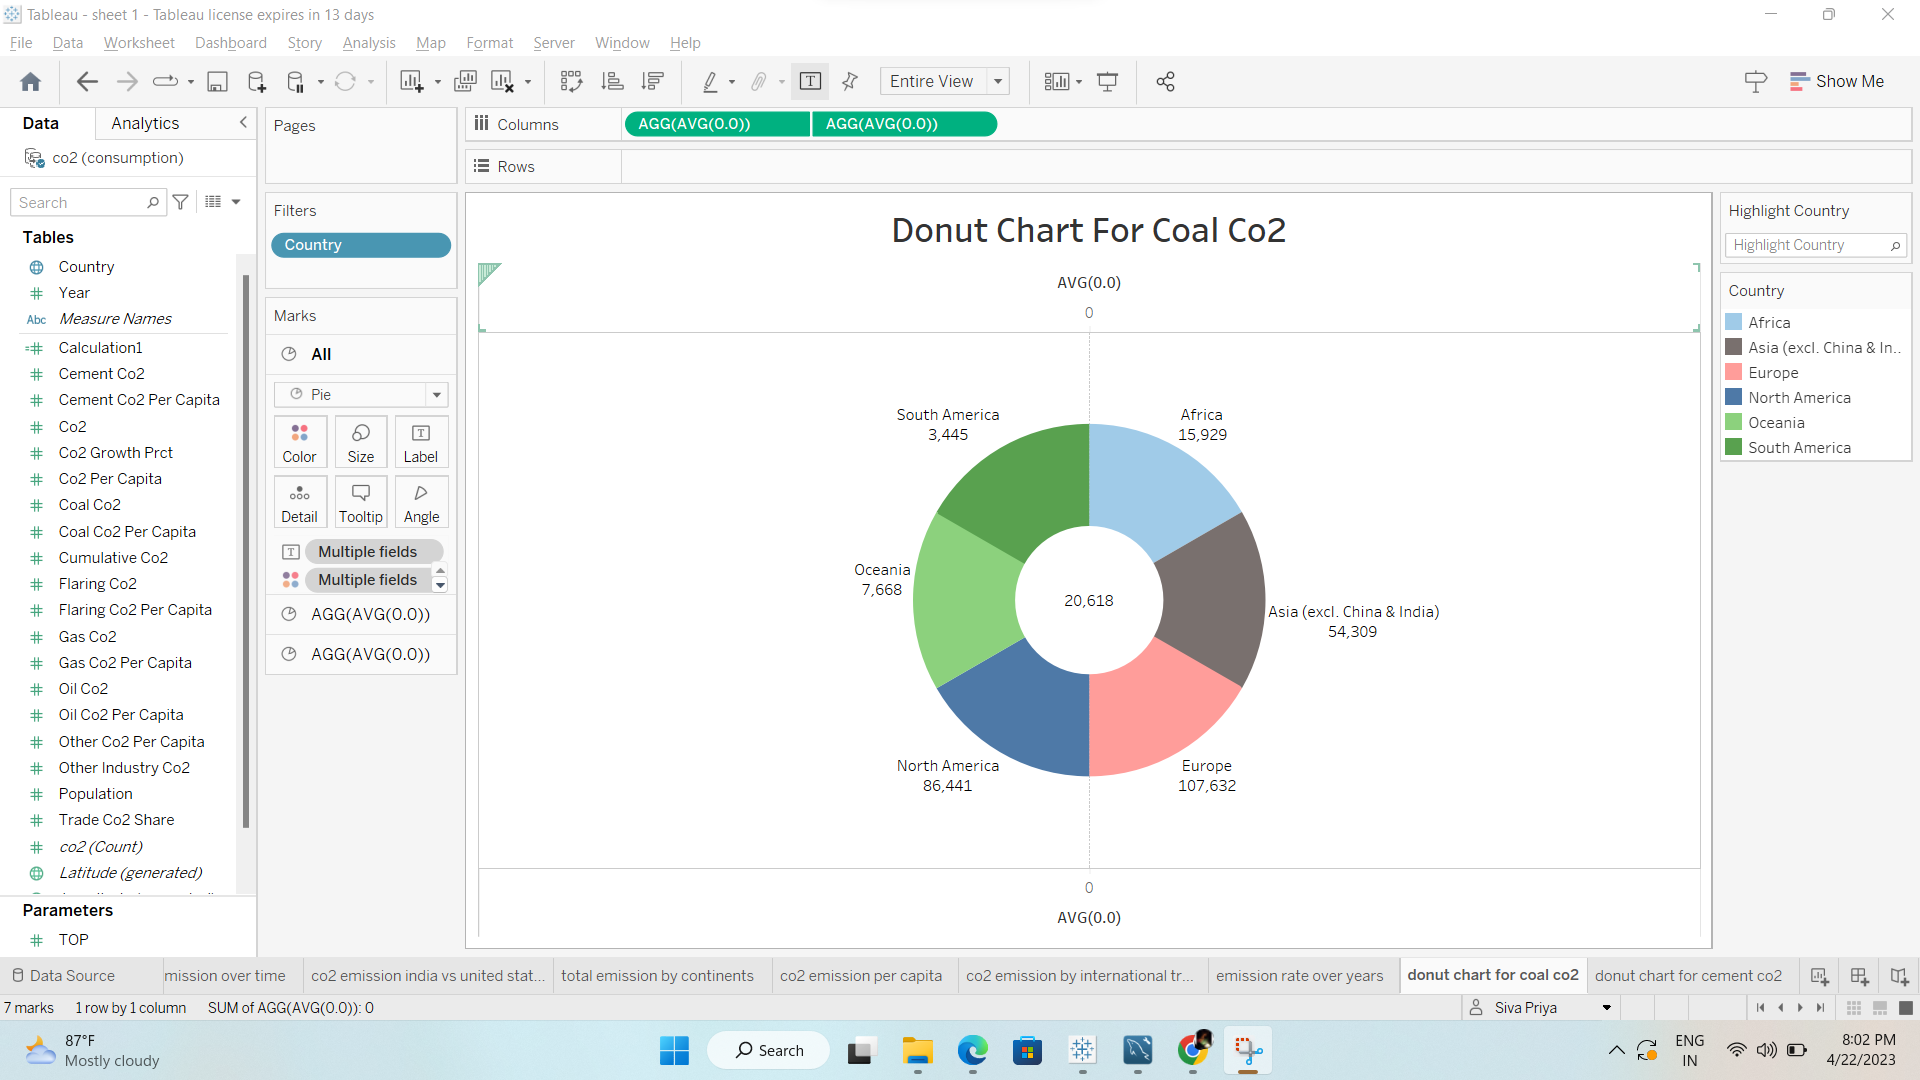 Tableau - sheet 1 - Tableau license expires in 13 days
File Data Worksheet Dashboard Story Analysis Map Format Server Window Help
Entire View
Show Me
Data
Analytics
co2 (consumption)
Search
Tables
Country
Year
Abc Measure Names
Calculation1
Cement Co2
Cement Co2 Per Capita
Co2
Co2 Growth Prct
Co2 Per Capita
Coal Co2
Coal Co2 Per Capita
Cumulative Co2
Flaring Co2
Flaring Co2 Per Capita
Gas Co2
Gas Co2 Per Capita
Oil Co2
Oil Co2 Per Capita
Other Co2 Per Capita
Other Industry Co2
Population
Trade Co2 Share
co2 (Count)
Latitude (generated)
Parameters
TOP
Pages
Filters
Country
Marks
All
Pie
Color Size Label
Detail Tooltip Angle
Multiple fields
Multiple fields
AGG(AVG(0.0))
AGG(AVG(0.0))
Columns
AGG(AVG(0.0)) AGG(AVG(0.0))
Rows
Donut Chart For Coal Co2
AVG(0.0)
0
South America
3,445
Africa
15,929
Oceania
7,668
20,618
Asia (excl. China & India)
54,309
North America
86,441
Europe
107,632
0
AVG(0.0)
Highlight Country
Highlight Country
Country
Africa
Asia (excl. China & In..
Europe
North America
Oceania
South America
Data Source mission over time co2 emission india vs united stat... total emission by continents co2 emission per capita co2 emission by international tr... emission rate over years donut chart for coal co2 donut chart for cement co2
7 marks 1 row by 1 column SUM of AGG(AVG(0.0)): 0
Siva Priya
87°F
Mostly cloudy
Search
ENG
IN
8:02 PM
4/22/2023